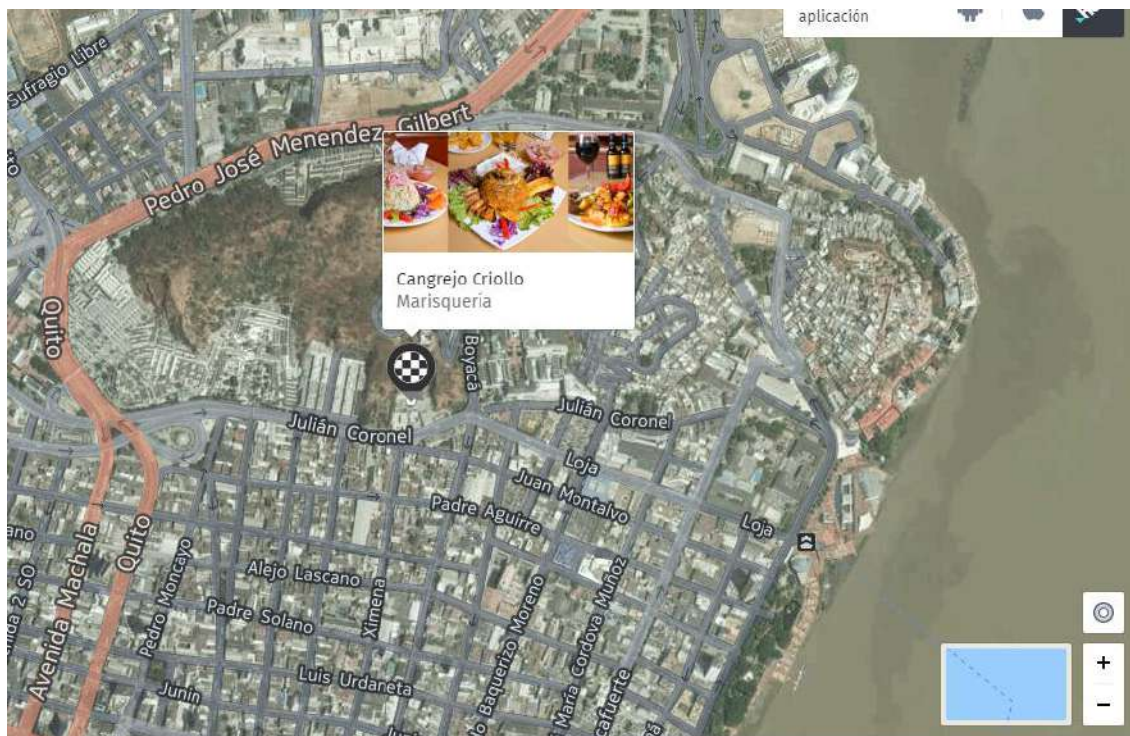 aplicación
Sufragio Libre
Pedro José Menendez Gilbert
Cangrejo Criollo
Marisquería
Quito
Boyacá
Julián Coronel
Julián Coronel
Loja
Juan Montalvo
Padre Aguirre
Loja
Quito
Avenida Machala
Pedro Moncayo
Alejo Lascano
Ximena
Padre Solano
Luis Urdaneta
Junín
Baquerizo Moreno
María Cordova Muñoz
+
−